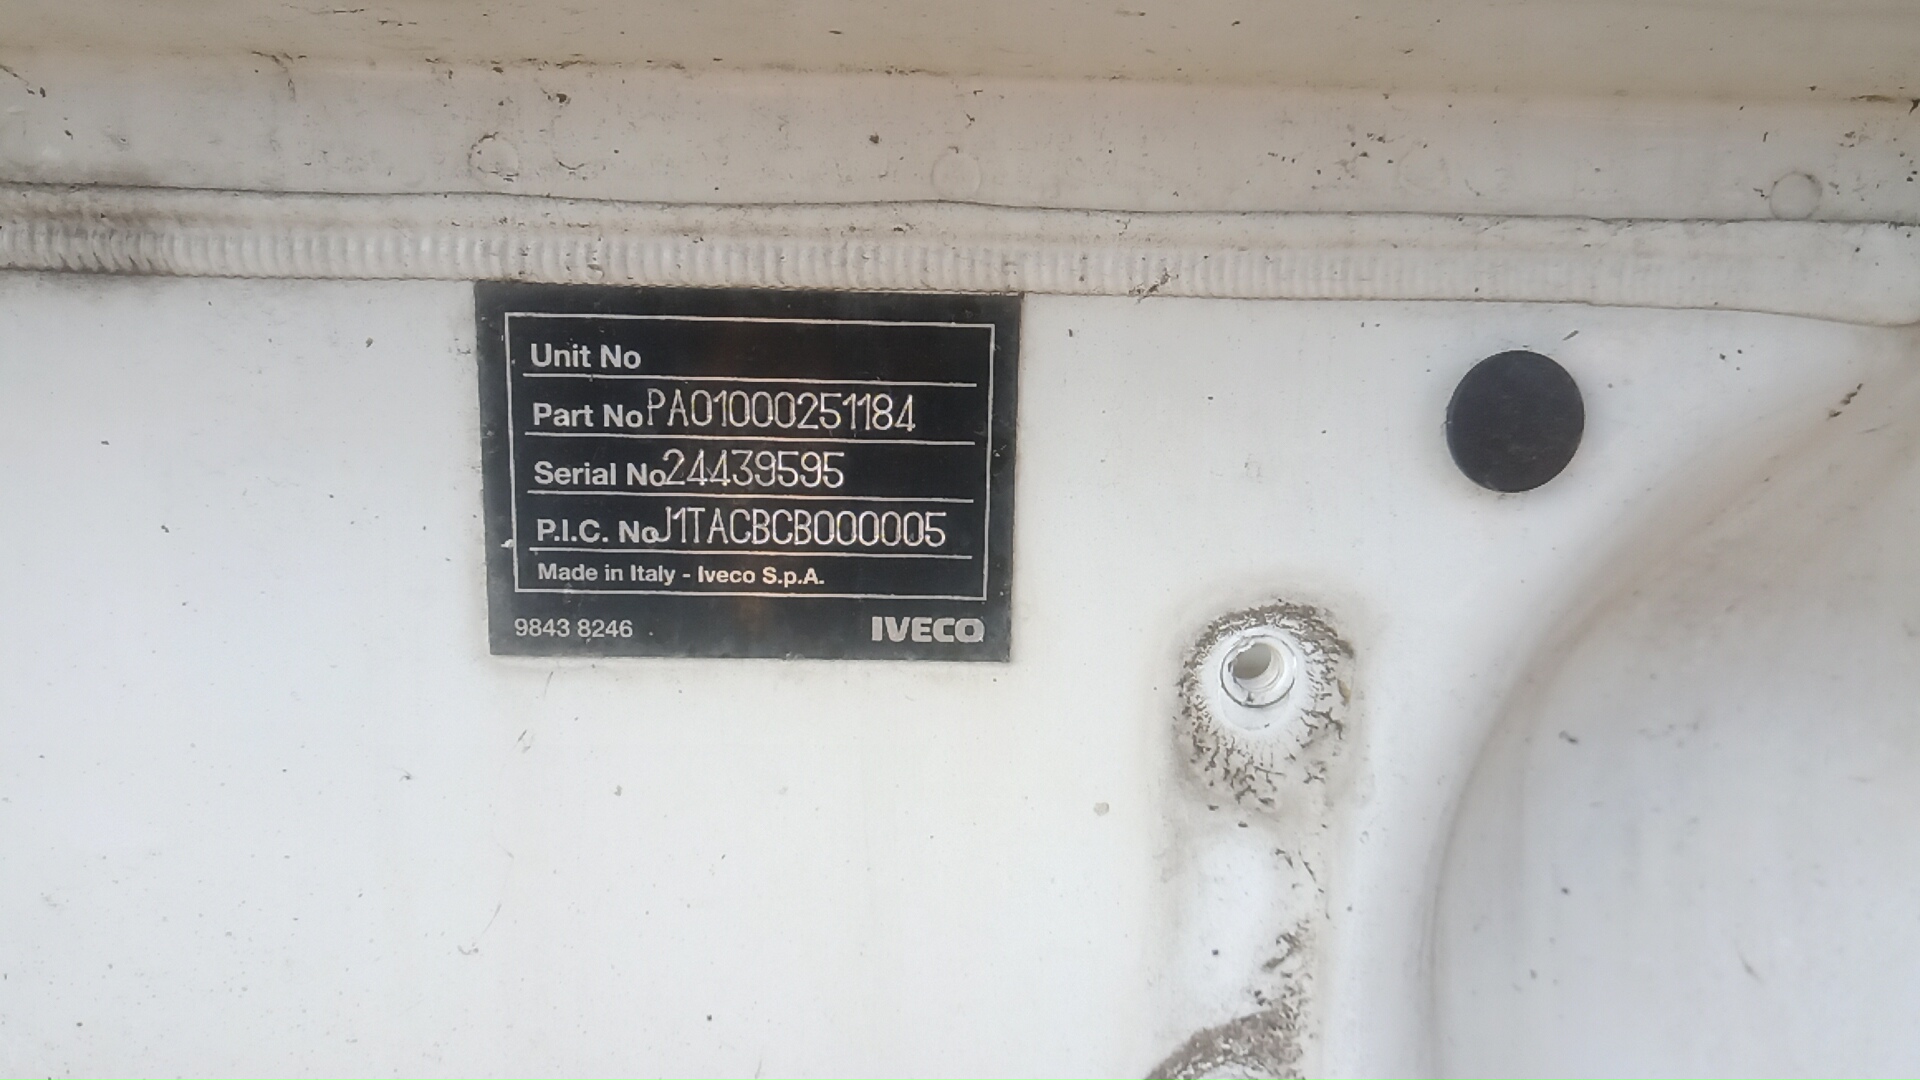 Unit No
Part No PA01000251184
Serial No 24439595
P.I.C. No J1TACBCB000005
Made in Italy - Iveco S.p.A.
9843 8246 IVECO